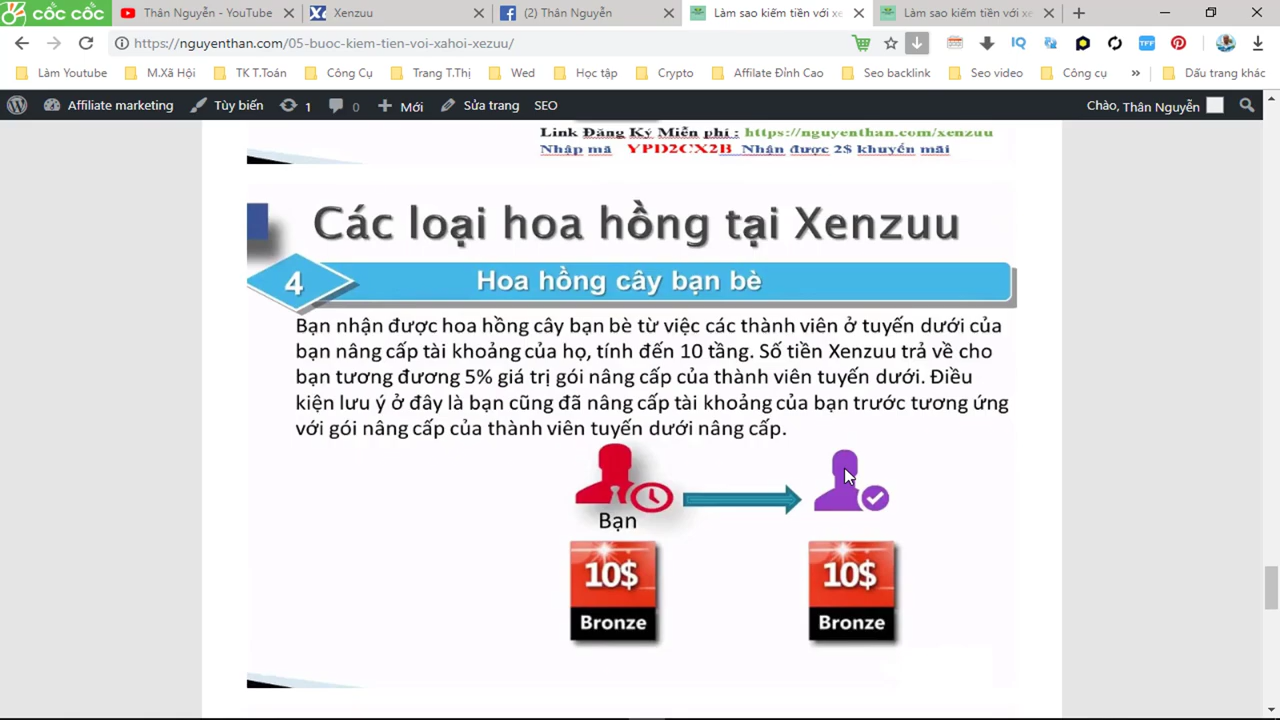 cốc cốc
Thân Nguyễn - YouTube
Xenzuu
(2) Thân Nguyễn
Làm sao kiếm tiền với xe
Làm sao kiếm tiền với xe
https://nguyenthan.com/05-buoc-kiem-tien-voi-xahoi-xezuu/
Làm Youtube
M.Xã Hội
TK T.Toán
Công Cụ
Trang T.Thị
Wed
Học tập
Crypto
Affilate Đỉnh Cao
Seo backlink
Seo video
Công cụ
Dấu trang khác
Affiliate marketing
Tùy biến
1
0
Mới
Sửa trang
SEO
Chào, Thân Nguyễn
Link Đăng Ký Miễn phí : https://nguyenthan.com/xenzuu
Nhập mã YPD2CX2B Nhận được 2$ khuyến mãi
Các loại hoa hồng tại Xenzuu
4
Hoa hồng cây bạn bè
Bạn nhận được hoa hồng cây bạn bè từ việc các thành viên ở tuyến dưới của
bạn nâng cấp tài khoảng của họ, tính đến 10 tầng. Số tiền Xenzuu trả về cho
bạn tương đương 5% giá trị gói nâng cấp của thành viên tuyến dưới. Điều
kiện lưu ý ở đây là bạn cũng đã nâng cấp tài khoảng của bạn trước tương ứng
với gói nâng cấp của thành viên tuyến dưới nâng cấp.
Bạn
10$
Bronze
10$
Bronze